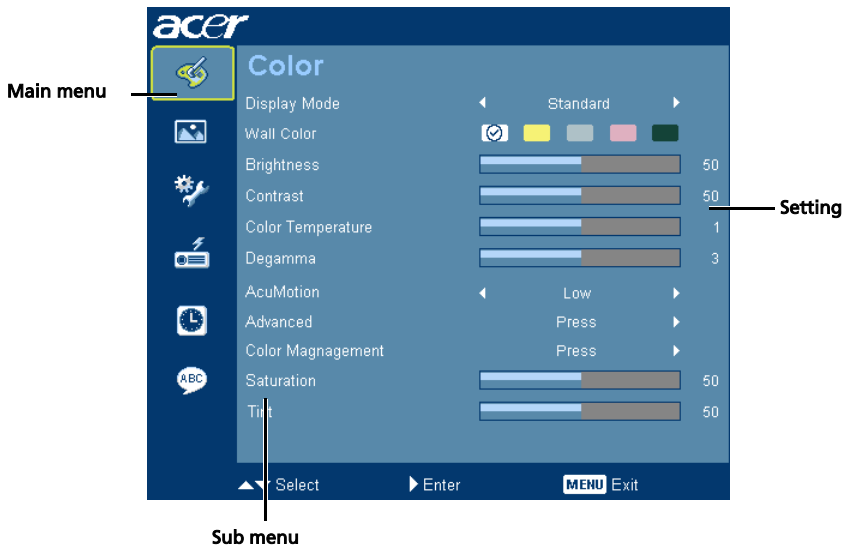 acer
Color
Main menu
Display Mode Standard
Wall Color
Brightness 50
Contrast 50
Setting
Color Temperature 1
Degamma 3
AcuMotion Low
Advanced Press
Color Magnagement Press
ABC
Saturation 50
Tint 50
Select Enter MENU Exit
Sub menu